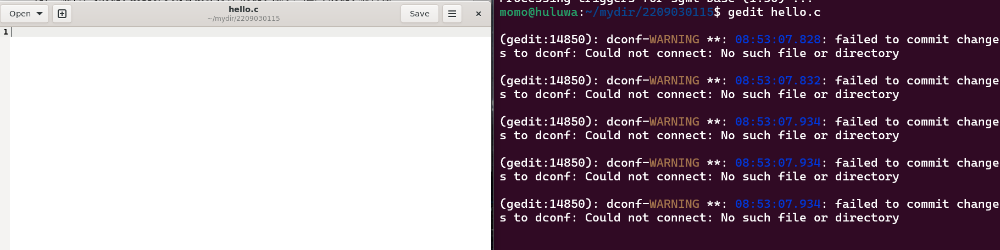 Open
hello.c
~/mydir/2209030115
Save
1
momo@huluwa:~/mydir/2209030115$ gedit hello.c
(gedit:14850): dconf-WARNING **: 08:53:07.828: failed to commit change
s to dconf: Could not connect: No such file or directory
(gedit:14850): dconf-WARNING **: 08:53:07.832: failed to commit change
s to dconf: Could not connect: No such file or directory
(gedit:14850): dconf-WARNING **: 08:53:07.934: failed to commit change
s to dconf: Could not connect: No such file or directory
(gedit:14850): dconf-WARNING **: 08:53:07.934: failed to commit change
s to dconf: Could not connect: No such file or directory
(gedit:14850): dconf-WARNING **: 08:53:07.934: failed to commit change
s to dconf: Could not connect: No such file or directory